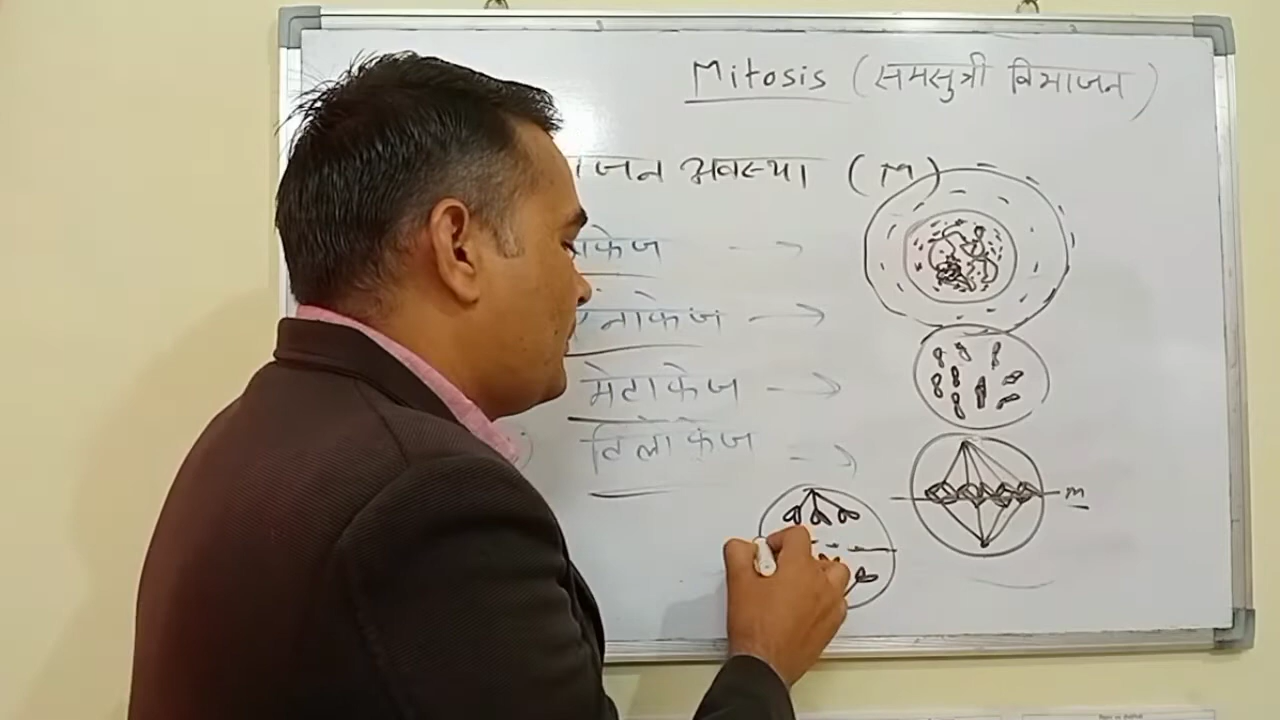 Mitosis (समसुत्री विभाजन)
जन अवस्था (M)
फेज →
नाफेज →
मेटाफेज →
टिलोफेज →
m